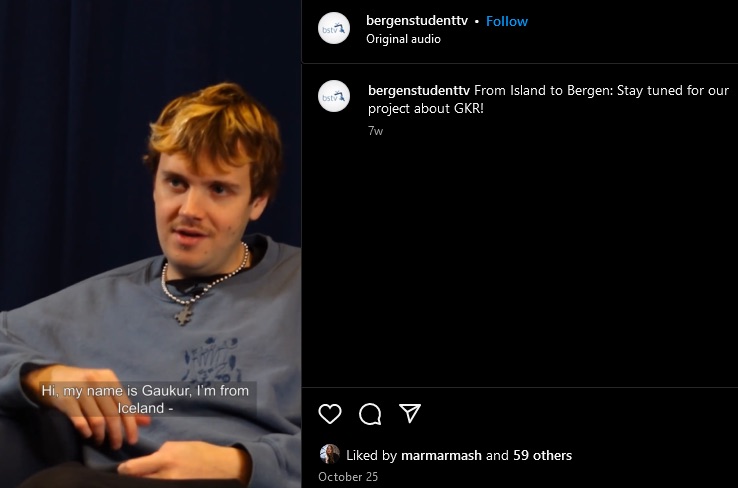 bstv
bergenstudenttv • Follow
Original audio
bstv
bergenstudenttv From Island to Bergen: Stay tuned for our
project about GKR!
7w
Hi, my name is Gaukur, I'm from
Iceland -
Liked by marmarmash and 59 others
October 25